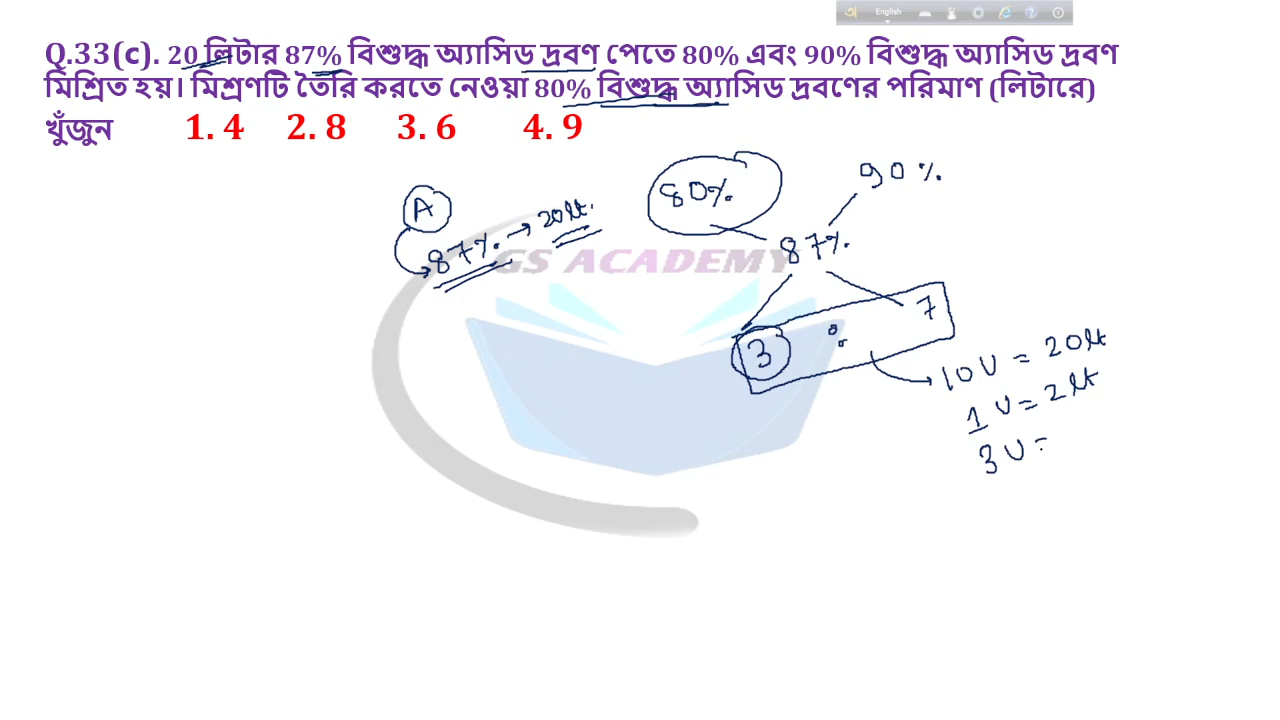 অ English
Q.33(c). 20 লিটার 87% বিশুদ্ধ অ্যাসিড দ্রবণ পেতে 80% এবং 90% বিশুদ্ধ অ্যাসিড দ্রবণ
মিশ্রিত হয়। মিশ্রণটি তৈরি করতে নেওয়া 80% বিশুদ্ধ অ্যাসিড দ্রবণের পরিমাণ (লিটারে)
খুঁজুন 1. 4 2. 8 3. 6 4. 9
80% 90%
A
87% → 20lt.
87%
GS ACADEMY
3 : 7
10U = 20lt
1U = 2lt
3U =